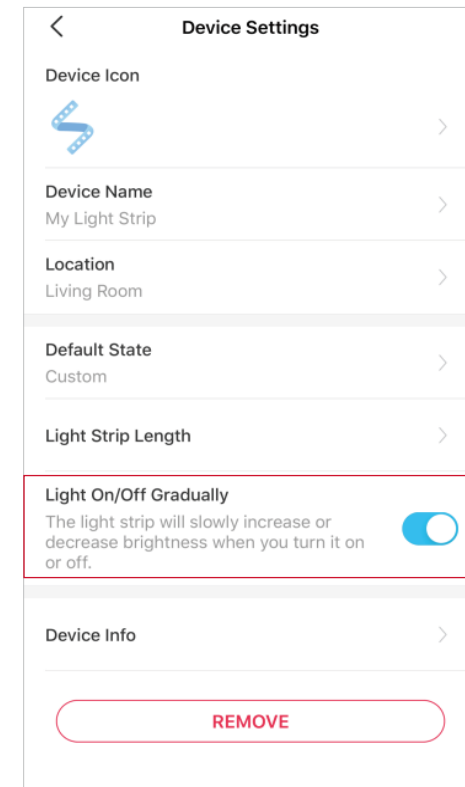 Device Settings
Device Icon
Device Name
My Light Strip
Location
Living Room
Default State
Custom
Light Strip Length
Light On/Off Gradually
The light strip will slowly increase or
decrease brightness when you turn it on
or off.
Device Info
REMOVE